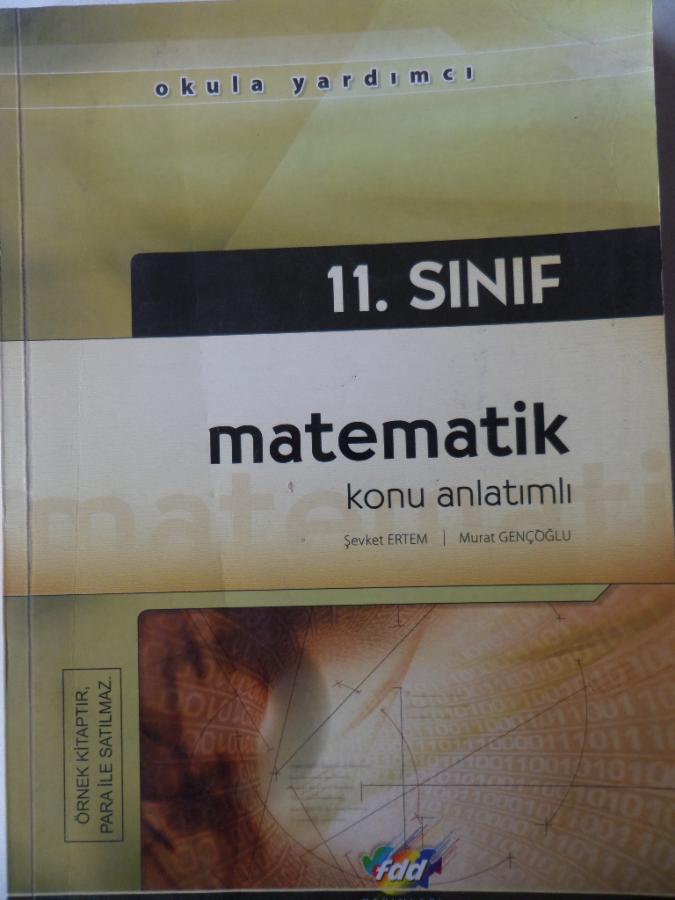 okula yardımcı
11. SINIF
matematik
konu anlatımlı
Şevket ERTEM | Murat GENÇOĞLU
ÖRNEK KİTAPTIR,
PARA İLE SATILMAZ.
fdd